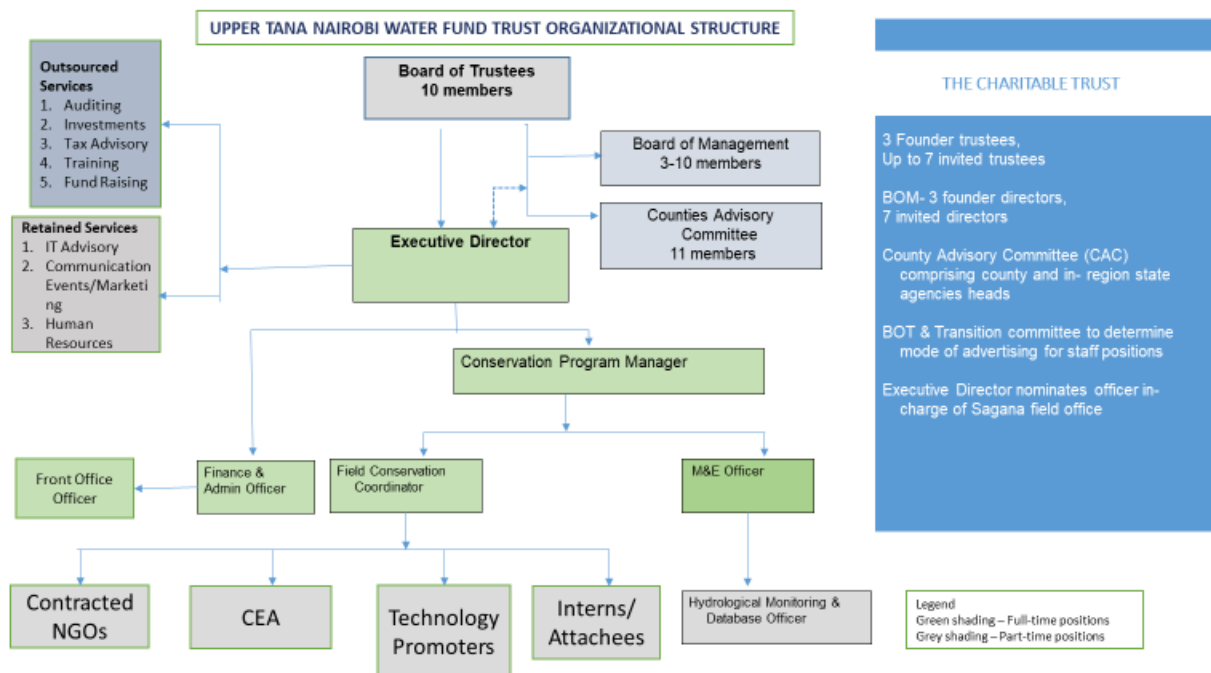 UPPER TANA NAIROBI WATER FUND TRUST ORGANIZATIONAL STRUCTURE
Outsourced
Services
1. Auditing
2. Investments
3. Tax Advisory
4. Training
5. Fund Raising
Retained Services
1. IT Advisory
2. Communication
Events/Marketi
ng
3. Human
Resources
Board of Trustees
10 members
Board of Management
3-10 members
Counties Advisory
Committee
11 members
Executive Director
Conservation Program Manager
Front Office
Officer
Finance &
Admin Officer
Field Conservation
Coordinator
M&E Officer
Contracted
NGOs
CEA
Technology
Promoters
Interns/
Attachees
Hydrological Monitoring &
Database Officer
THE CHARITABLE TRUST
3 Founder trustees,
Up to 7 invited trustees
BOM- 3 founder directors,
7 invited directors
County Advisory Committee (CAC)
comprising county and in- region state
agencies heads
BOT & Transition committee to determine
mode of advertising for staff positions
Executive Director nominates officer in-
charge of Sagana field office
Legend
Green shading – Full-time positions
Grey shading – Part-time positions